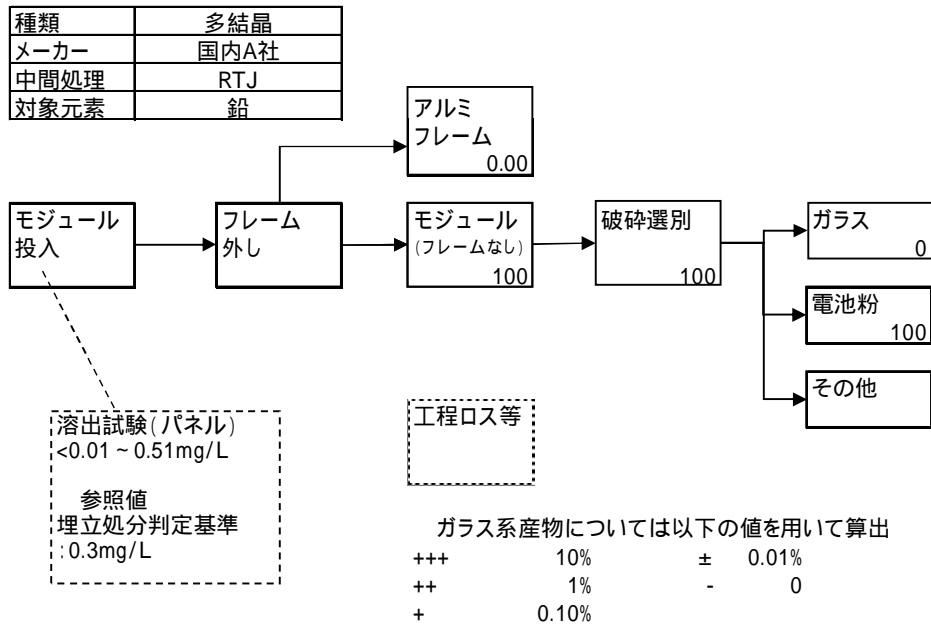 種類 多結晶
メーカー 国内A社
中間処理 RTJ
対象元素 鉛
アルミ
フレーム
0.00
モジュール
投入
フレーム
外し
モジュール
(フレームなし)
100
破砕選別
100
ガラス
0
電池粉
100
その他
溶出試験(パネル)
<0.01～0.51mg/L
参照値
埋立処分判定基準
:0.3mg/L
工程ロス等
ガラス系産物については以下の値を用いて算出
+++ 10% ± 0.01%
++ 1% - 0
+ 0.10%